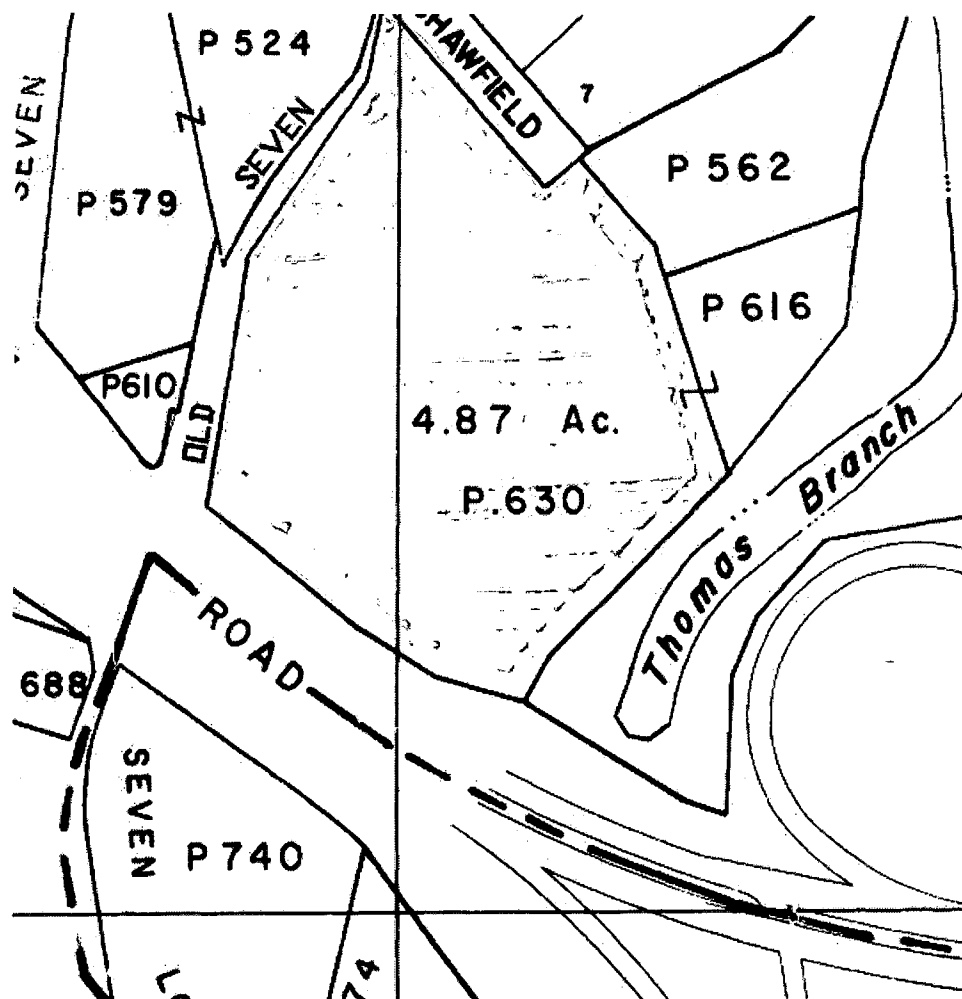 SHAWFIELD
P 524
7
SEVEN
SEVEN
P 562
P 579
P 616
P610
OLD
4.87 Ac.
P.630
Thomas Branch
ROAD
688
SEVEN
P 740
74